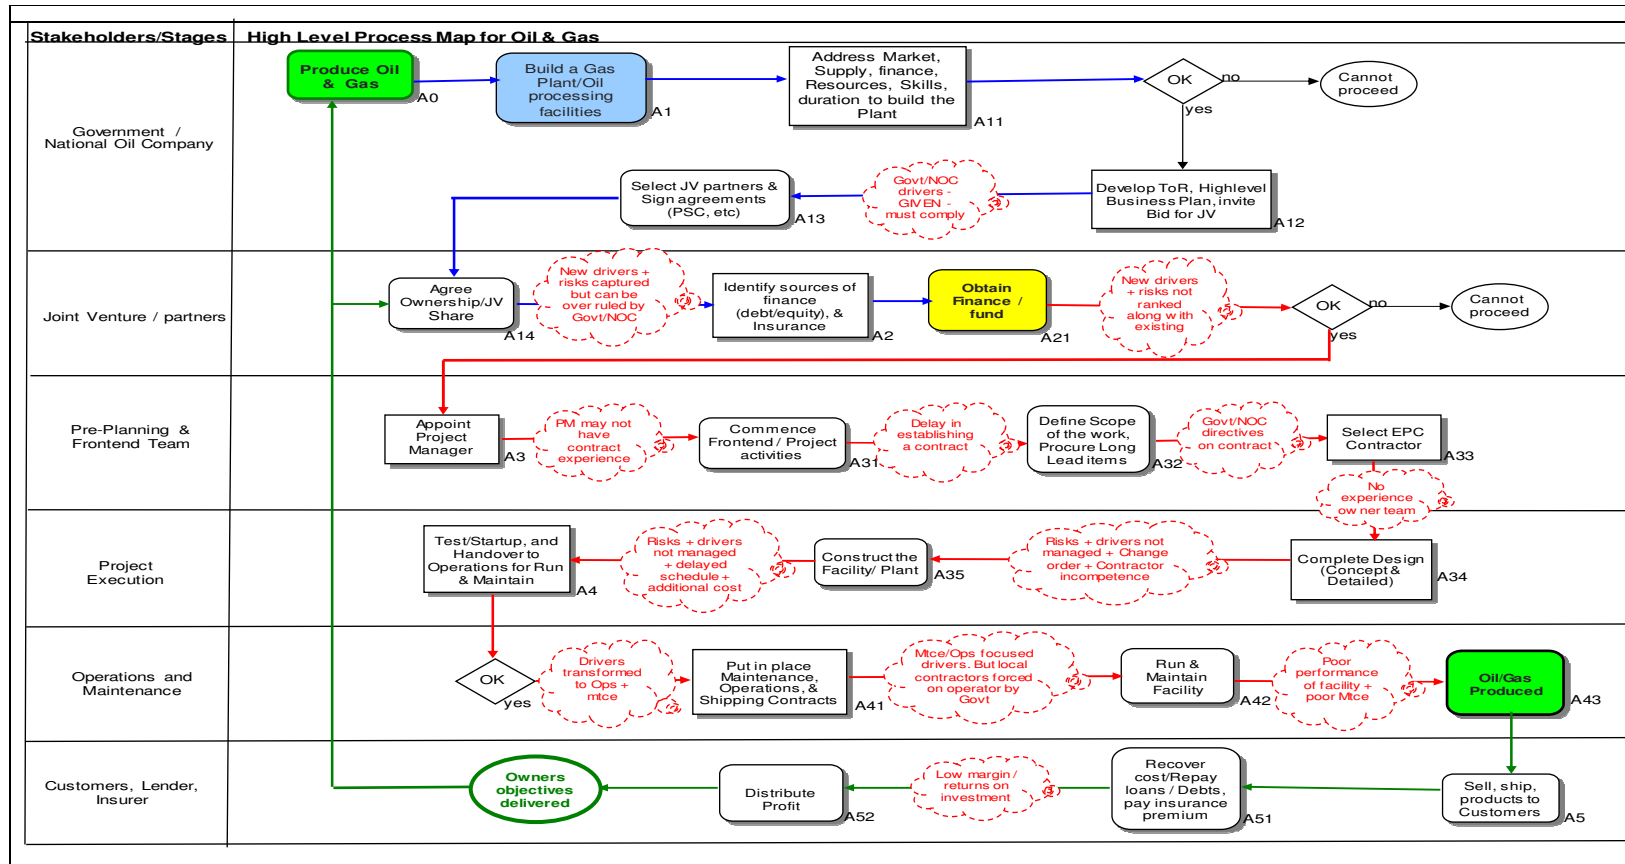 Stakeholders/Stages
High Level Process Map for Oil & Gas
Government /
National Oil Company
Produce Oil
& Gas
A0
Build a Gas
Plant/Oil
processing
facilities
A1
Address Market,
Supply, finance,
Resources, Skills,
duration to build the
Plant
A11
OK
no
yes
Cannot
proceed
Select JV partners &
Sign agreements
(PSC, etc)
A13
Govt/NOC
drivers -
GIVEN -
must comply
Develop ToR, Highlevel
Business Plan, invite
Bid for JV
A12
Joint Venture / partners
Agree
Ownership/JV
Share
A14
New drivers +
risks captured
but can be
over ruled by
Govt/NOC
Identify sources of
finance
(debt/equity), &
Insurance
A2
Obtain
Finance /
fund
A21
New drivers
+ risks not
ranked
along with
existing
OK
no
yes
Cannot
proceed
Pre-Planning &
Frontend Team
Appoint
Project
Manager
A3
PM may not
have
contract
experience
Commence
Frontend / Project
activities
A31
Delay in
establishing
a contract
Define Scope
of the work,
Procure Long
Lead items
A32
Govt/NOC
directives
on contract
Select EPC
Contractor
A33
No
experience
owner team
Project
Execution
Test/Startup, and
Handover to
Operations for Run
& Maintain
A4
Risks + drivers
not managed
+ delayed
schedule +
additional cost
Construct the
Facility/ Plant
A35
Risks + drivers not
managed + Change
order + Contractor
incompetence
Complete Design
(Concept &
Detailed)
A34
Operations and
Maintenance
OK
yes
Drivers
transformed
to Ops +
mtce
Put in place
Maintenance,
Operations, &
Shipping Contracts
A41
Mtce/Ops focused
drivers. But local
contractors forced
on operator by
Govt
Run &
Maintain
Facility
A42
Poor
performance
of facility +
poor Mtce
Oil/Gas
Produced
A43
Customers, Lender,
Insurer
Owners
objectives
delivered
Distribute
Profit
A52
Low margin /
returns on
investment
Recover
cost/Repay
loans / Debts,
pay insurance
premium
A51
Sell, ship,
products to
Customers
A5